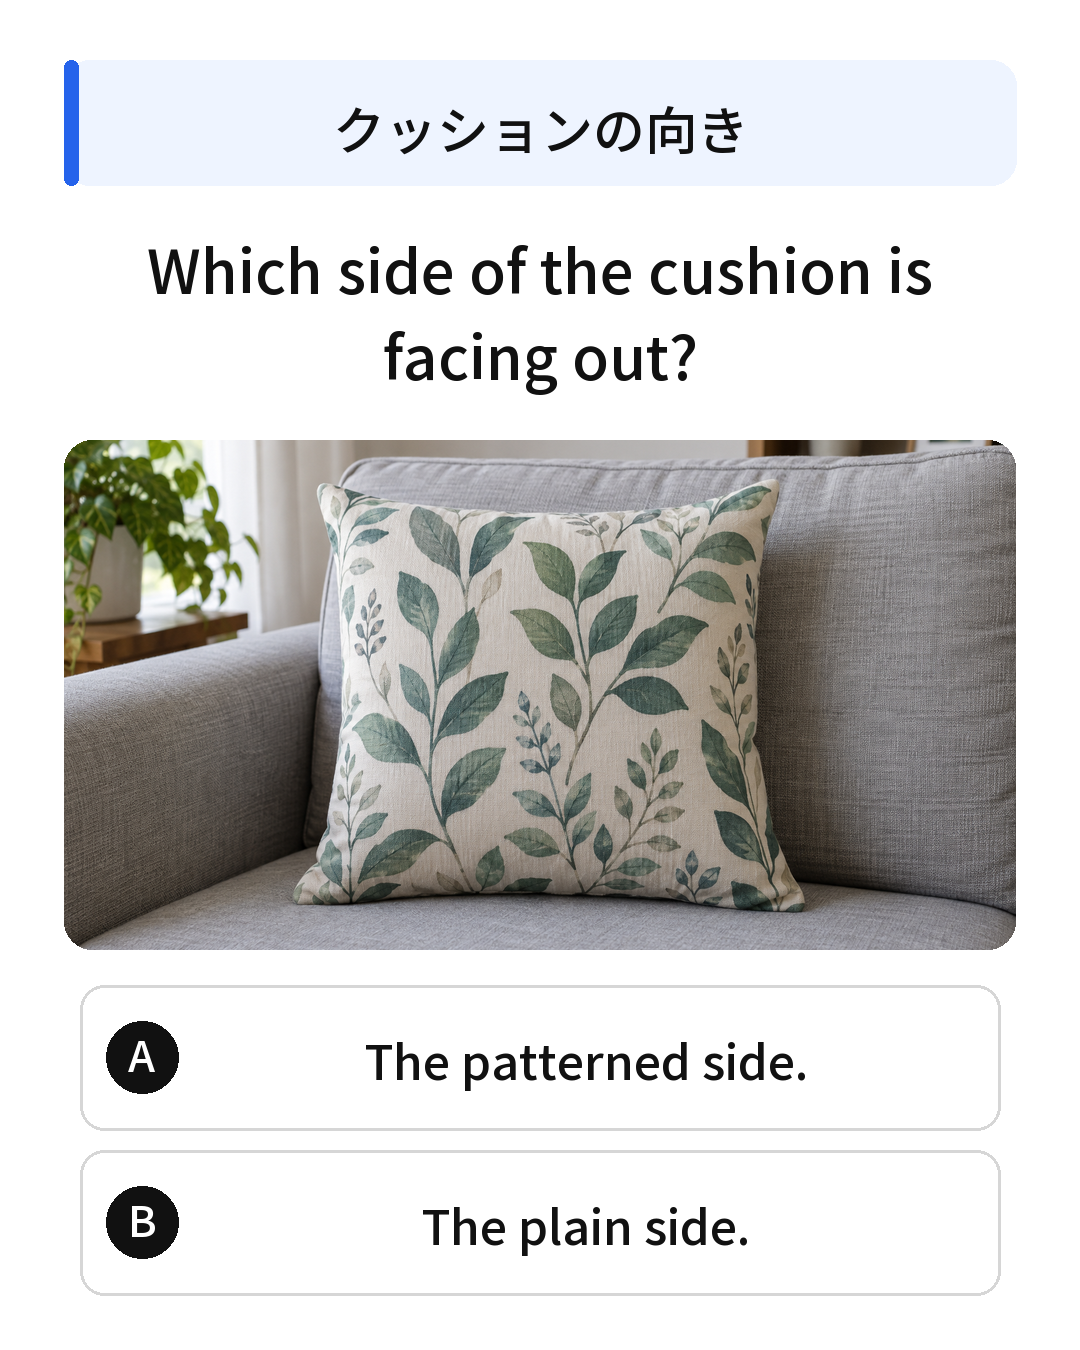 クッションの向き
Which side of the cushion is
facing out?
A
The patterned side.
B
The plain side.